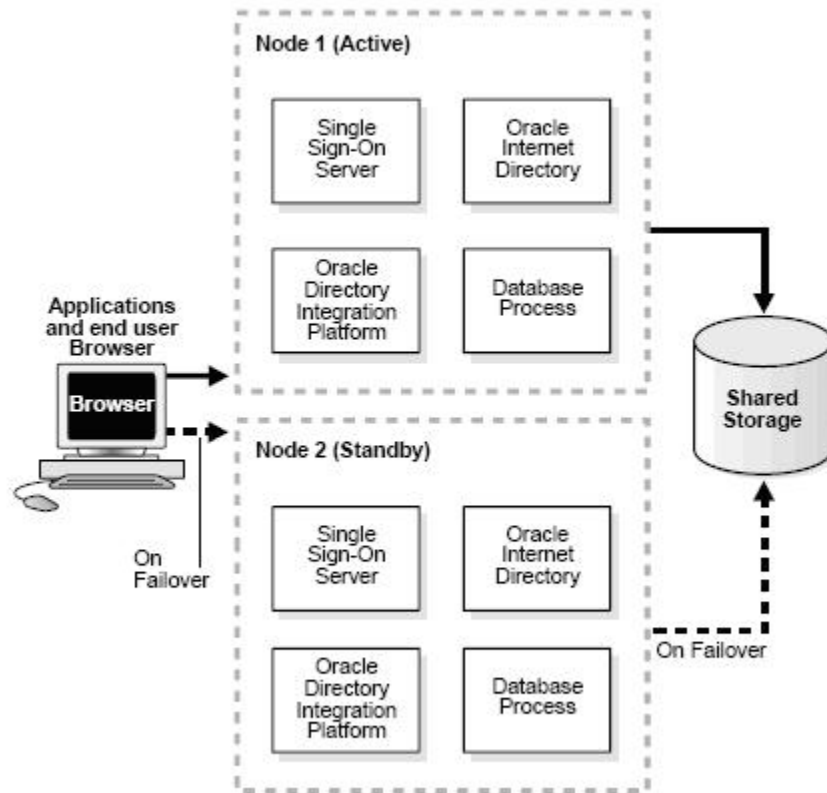 Node 1 (Active)
Single
Sign-On
Server
Oracle
Internet
Directory
Oracle
Directory
Integration
Platform
Database
Process
Applications
and end user
Browser
Browser
Shared
Storage
Node 2 (Standby)
On
Failover
Single
Sign-On
Server
Oracle
Internet
Directory
Oracle
Directory
Integration
Platform
Database
Process
On Failover